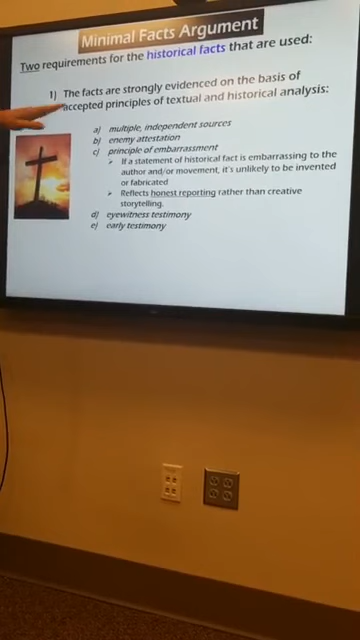 Minimal Facts Argument
Two requirements for the historical facts that are used:
1) The facts are strongly evidenced on the basis of
accepted principles of textual and historical analysis:
a) multiple, independent sources
b) enemy attestation
c) principle of embarrassment
➢ If a statement of historical fact is embarrassing to the
author and/or movement, it's unlikely to be invented
or fabricated
➢ Reflects honest reporting rather than creative
storytelling.
d) eyewitness testimony
e) early testimony